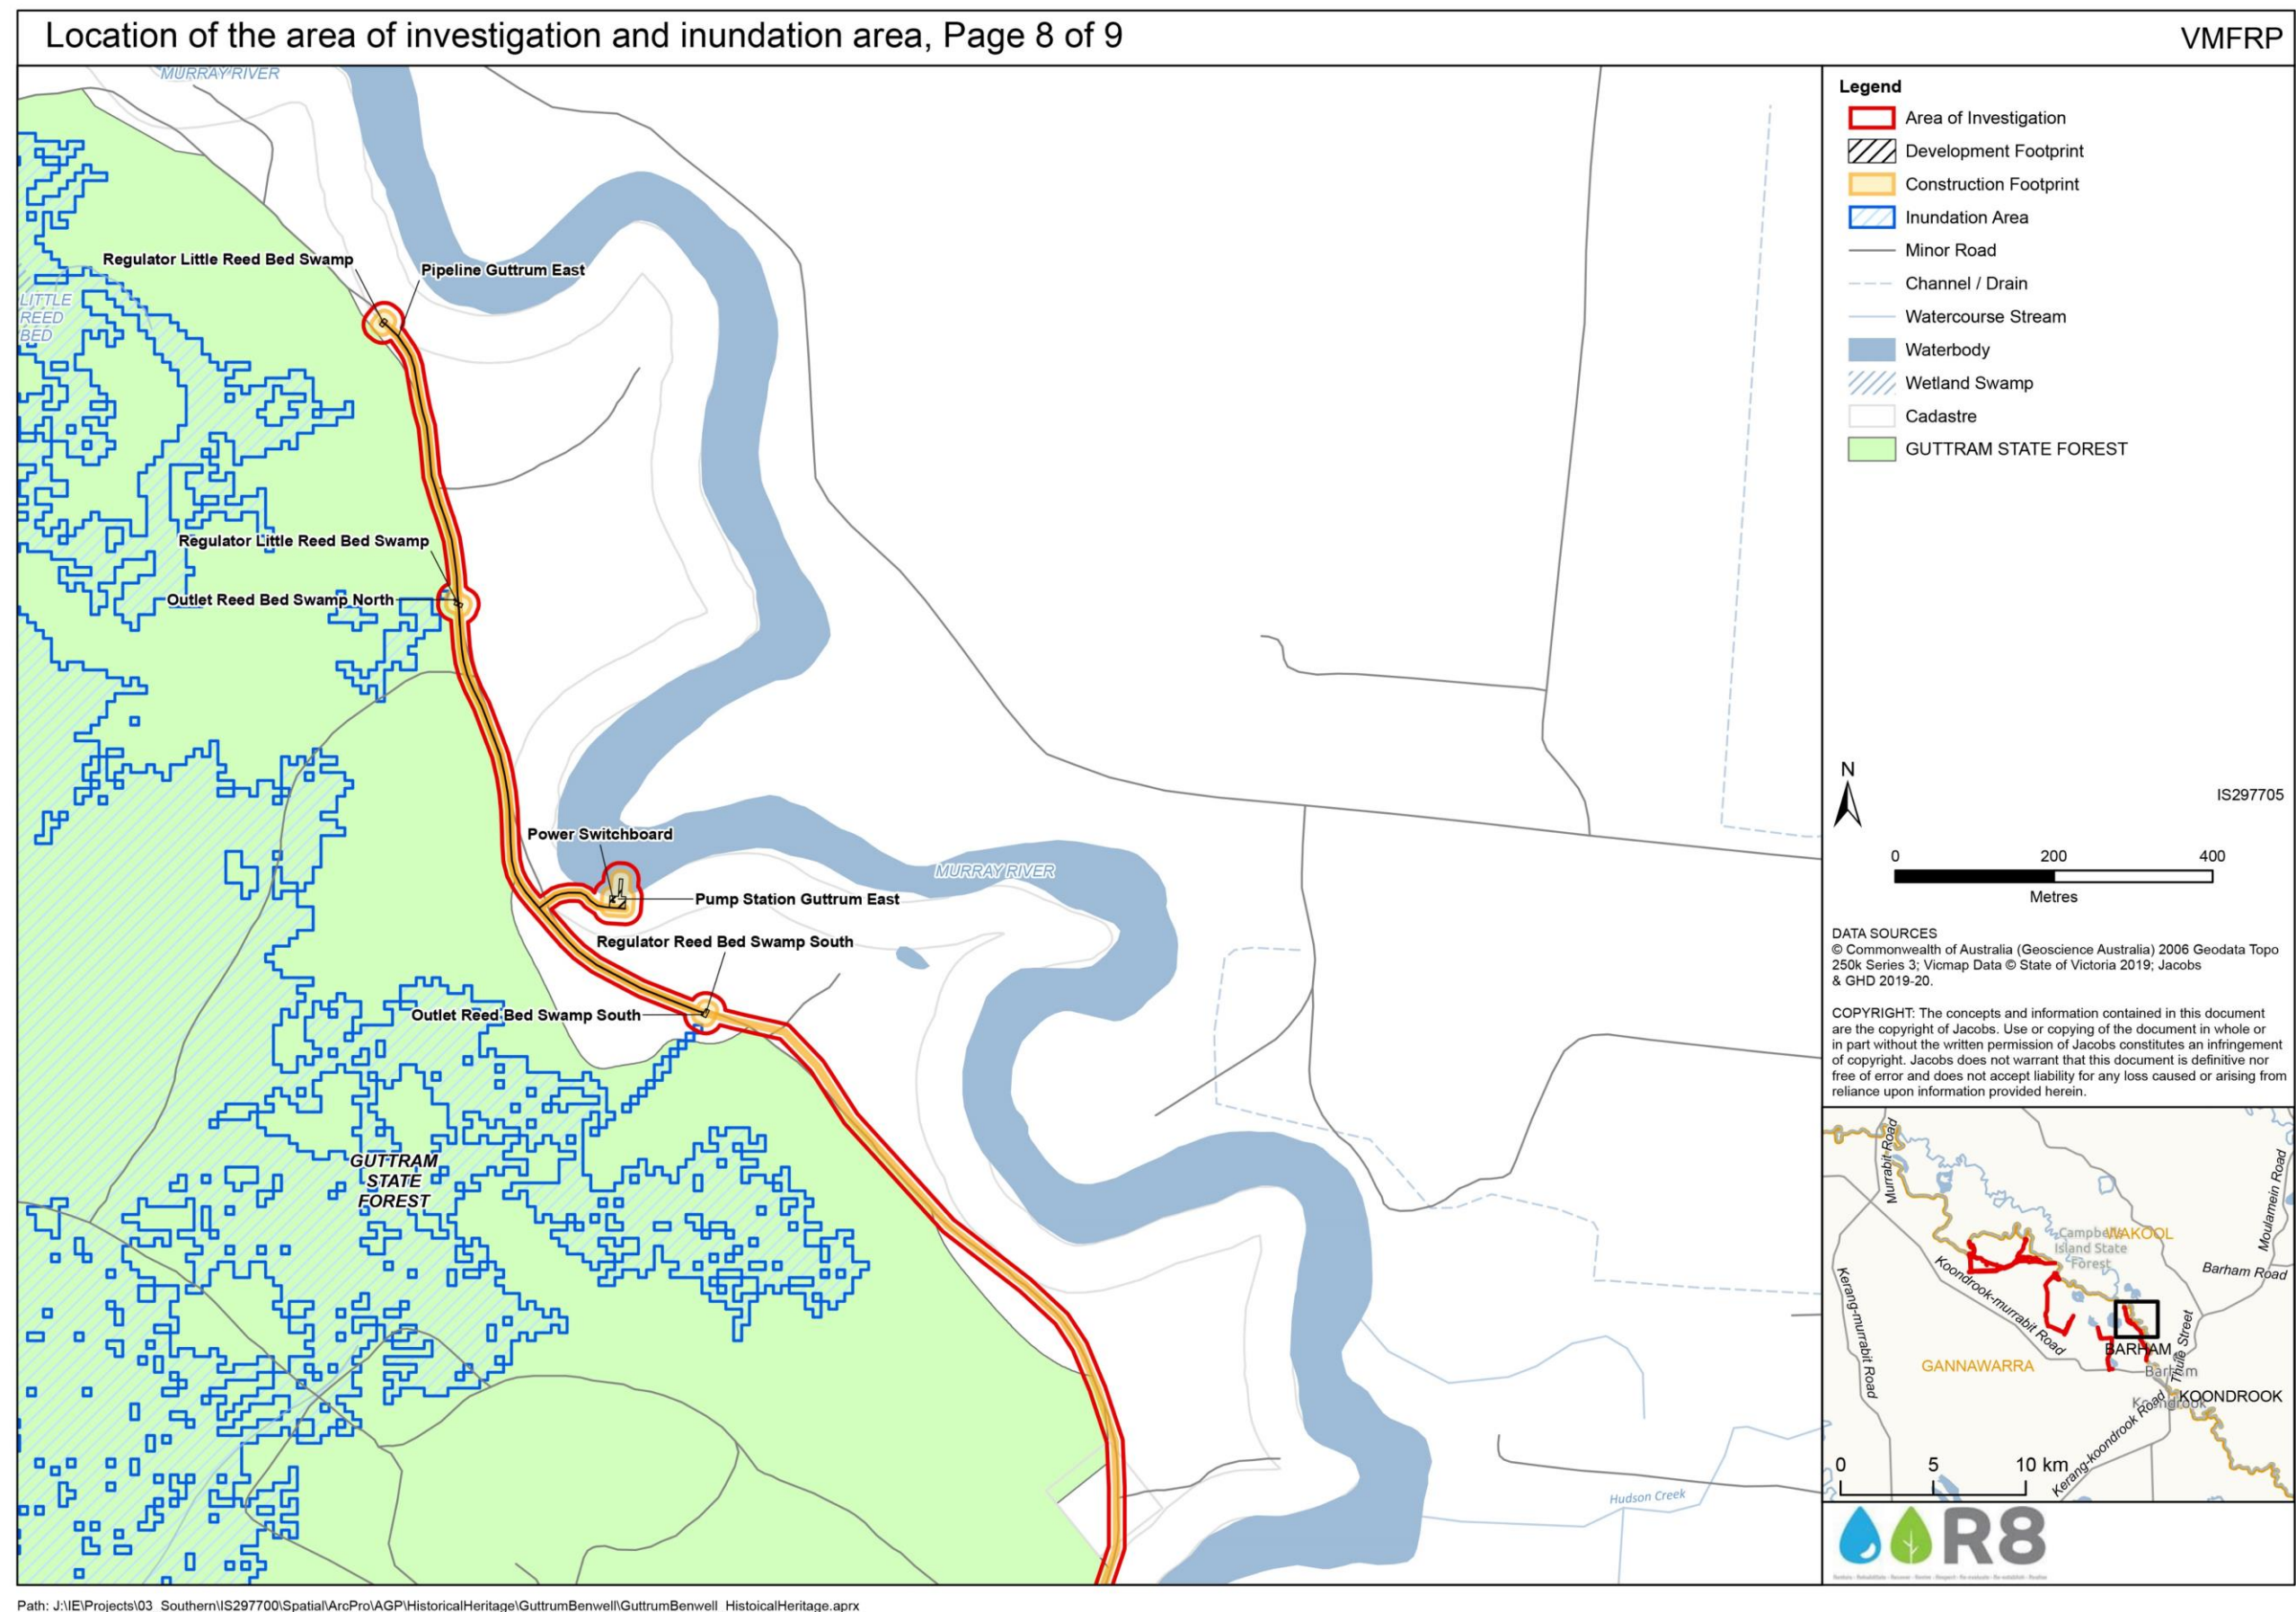 Location of the area of investigation and inundation area, Page 8 of 9
VMFRP
MURRAY RIVER
Regulator Little Reed Bed Swamp
Pipeline Guttrum East
LITTLE
REED
BED
Regulator Little Reed Bed Swamp
Outlet Reed Bed Swamp North
Power Switchboard
MURRAY RIVER
Pump Station Guttrum East
Regulator Reed Bed Swamp South
Outlet Reed Bed Swamp South
GUTTRAM
STATE
FOREST
Hudson Creek
Legend
Area of Investigation
Development Footprint
Construction Footprint
Inundation Area
Minor Road
Channel / Drain
Watercourse Stream
Waterbody
Wetland Swamp
Cadastre
GUTTRAM STATE FOREST
N
IS297705
0 200 400
Metres
DATA SOURCES
© Commonwealth of Australia (Geoscience Australia) 2006 Geodata Topo
250k Series 3; Vicmap Data © State of Victoria 2019; Jacobs
& GHD 2019-20.
COPYRIGHT: The concepts and information contained in this document
are the copyright of Jacobs. Use or copying of the document in whole or
in part without the written permission of Jacobs constitutes an infringement
of copyright. Jacobs does not warrant that this document is definitive nor
free of error and does not accept liability for any loss caused or arising from
reliance upon information provided herein.
Murrabit Road
Moulamein Road
WAKOOL
Campbells
Island State
Forest
Barham Road
Koondrook-murrabit Road
Kerang-murrabit Road
Thule Street
BARHAM
GANNAWARRA
Barham
KOONDROOK
Koondrook
Kerang-koondrook Road
0 5 10 km
R8
Path: J:\IE\Projects\03_Southern\IS297700\Spatial\ArcPro\AGP\HistoricalHeritage\GuttrumBenwell\GuttrumBenwell_HistoicalHeritage.aprx